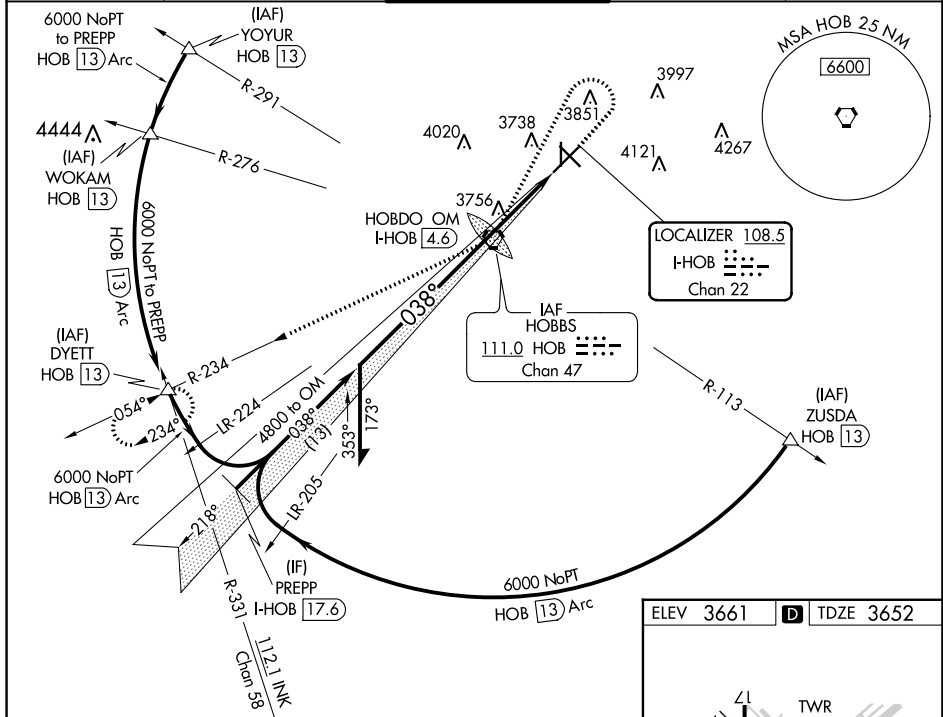 6000 NoPT
to PREPP
HOB 13 Arc
(IAF)
YOYUR
HOB 13
R-291
4444
(IAF)
WOKAM
HOB 13
R-276
6000 NoPT to PREPP
HOB 13 Arc
4020
3738
3851
3997
4121
4267
3756
MSA HOB 25 NM
6600
HOBDO OM
I-HOB 4.6
LOCALIZER 108.5
I-HOB
Chan 22
IAF
HOBBS
111.0 HOB
Chan 47
038°
(IAF)
DYETT
HOB 13
R-234
054°
234°
LR-224
4800 to OM
038°
(13)
353°
173°
LR-205
6000 NoPT
HOB 13 Arc
218°
(IF)
PREPP
I-HOB 17.6
R-331
112.1 INK
Chan 58
R-113
(IAF)
ZUSDA
HOB 13
6000 NoPT
HOB 13 Arc
ELEV 3661
D
TDZE 3652
17
TWR